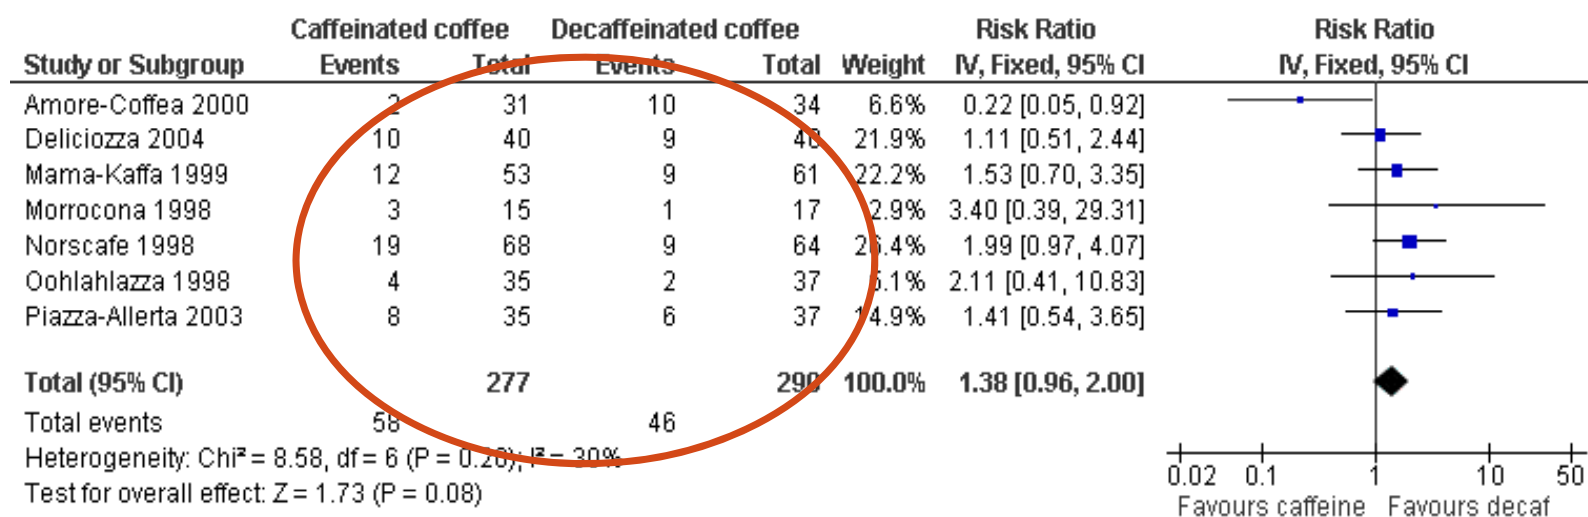 Caffeinated coffee Decaffeinated coffee Risk Ratio Risk Ratio
Study or Subgroup Events Total Events Total Weight IV, Fixed, 95% CI IV, Fixed, 95% CI
Amore-Coffea 2000 2 31 10 34 6.6% 0.22 [0.05, 0.92]
Deliciozza 2004 10 40 9 40 21.9% 1.11 [0.51, 2.44]
Mama-Kaffa 1999 12 53 9 61 22.2% 1.53 [0.70, 3.35]
Morrocona 1998 3 15 1 17 2.9% 3.40 [0.39, 29.31]
Norscafe 1998 19 68 9 64 26.4% 1.99 [0.97, 4.07]
Oohlahlazza 1998 4 35 2 37 5.1% 2.11 [0.41, 10.83]
Piazza-Allerta 2003 8 35 6 37 14.9% 1.41 [0.54, 3.65]
Total (95% CI) 277 290 100.0% 1.38 [0.96, 2.00]
Total events 58 46
Heterogeneity: Chi² = 8.58, df = 6 (P = 0.20); I² = 30%
Test for overall effect: Z = 1.73 (P = 0.08)
0.02 0.1 1 10 50
Favours caffeine Favours decaf